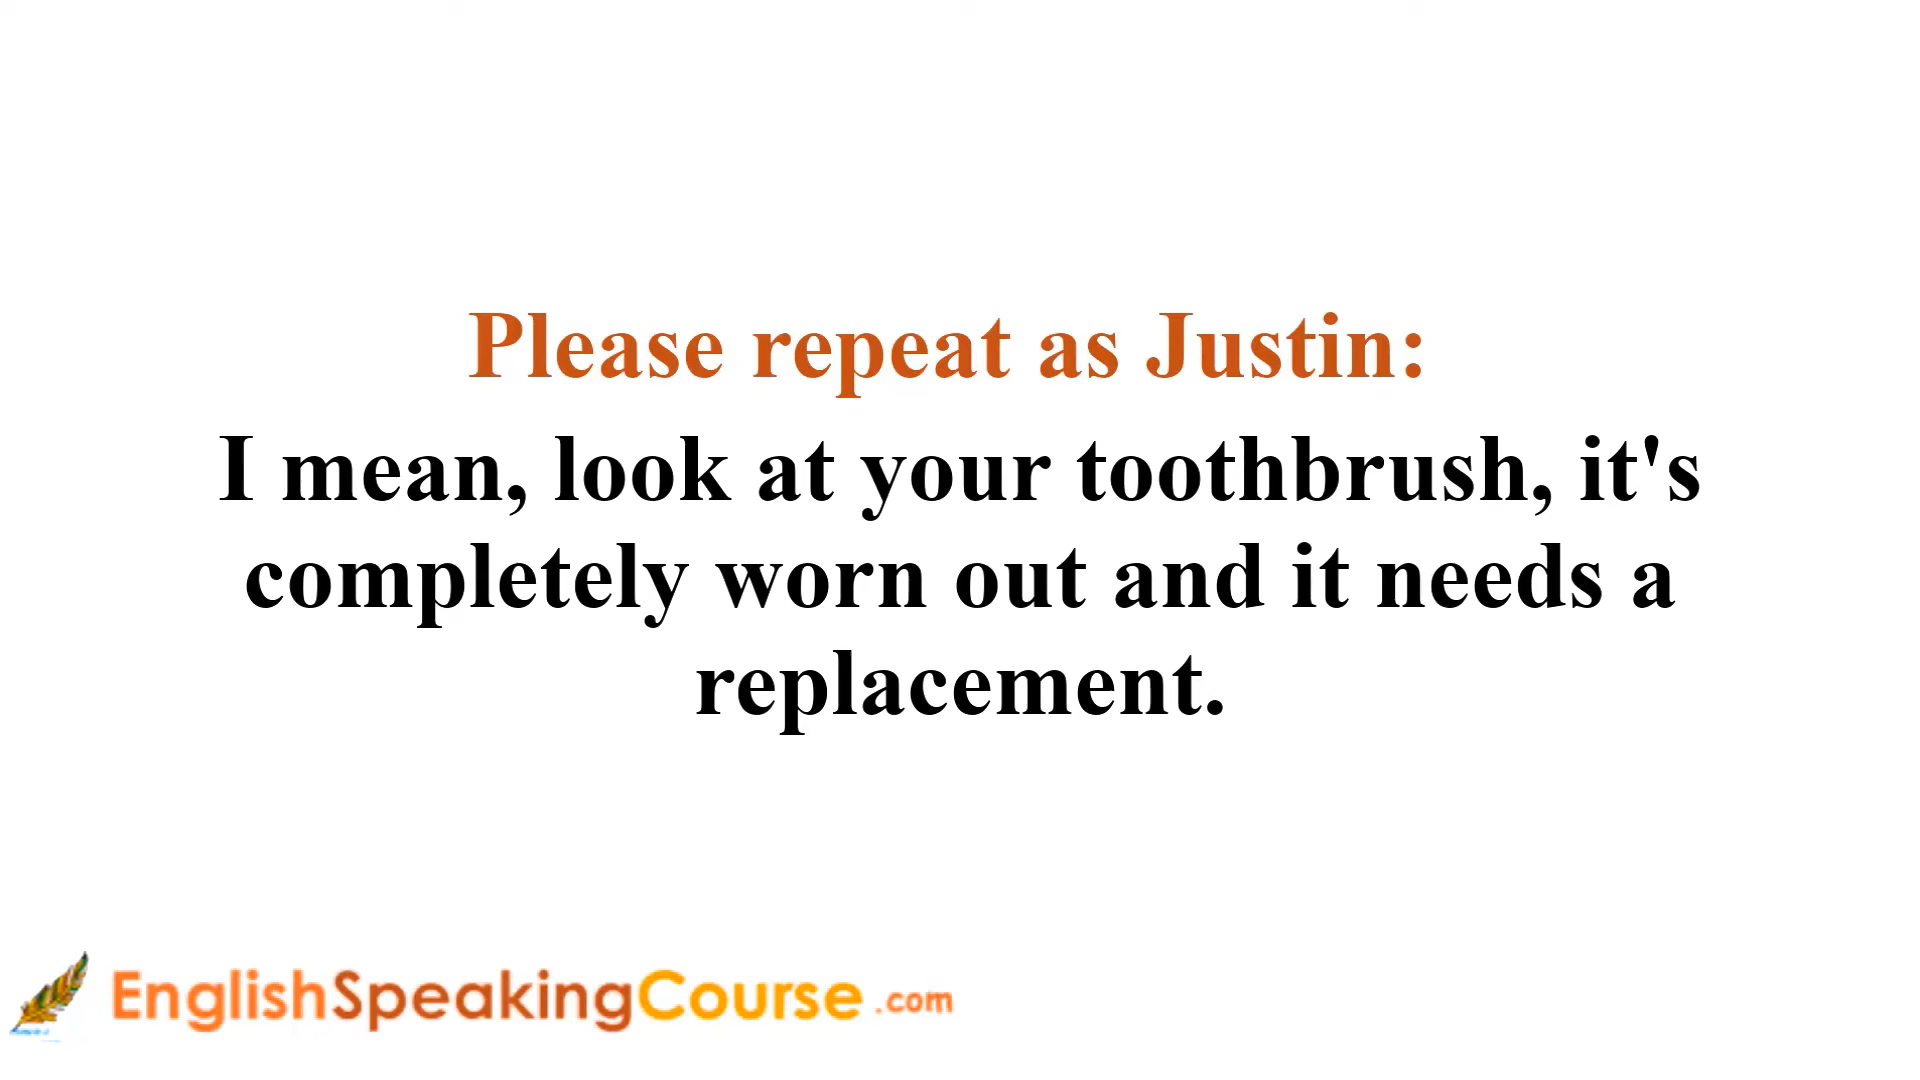 Please repeat as Justin:
I mean, look at your toothbrush, it's
completely worn out and it needs a
replacement.
EnglishSpeakingCourse.com